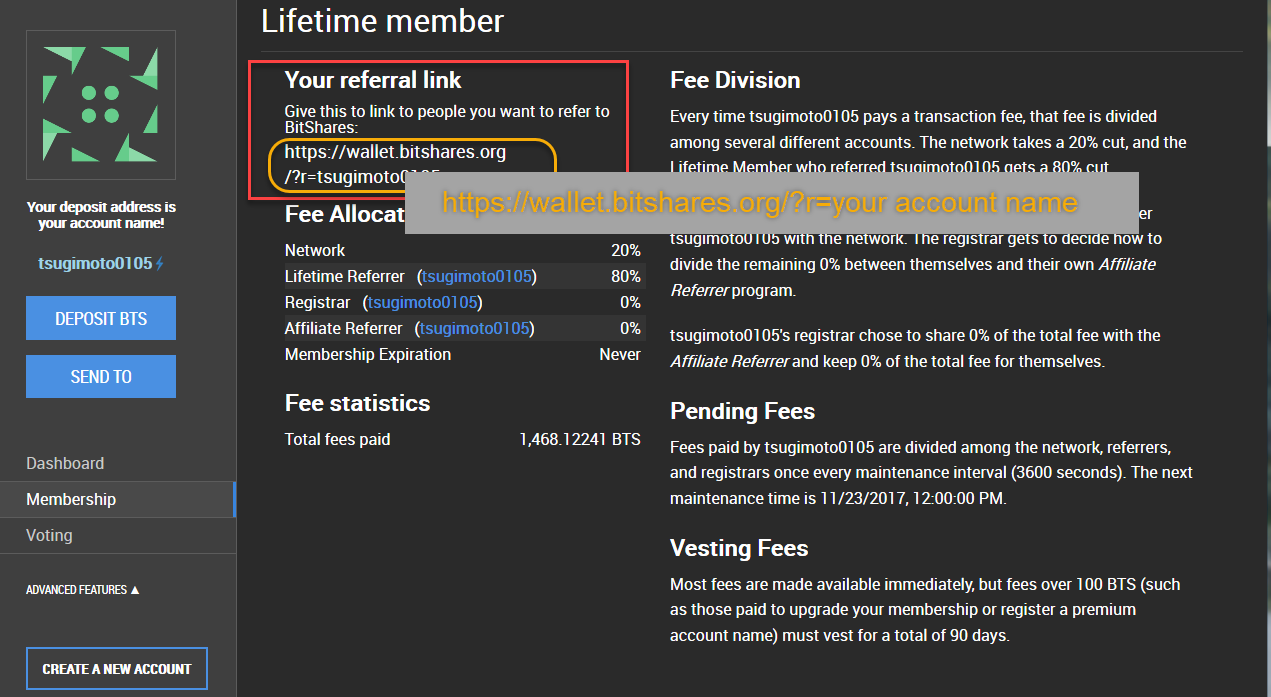 Lifetime member
Your deposit address is
your account name!
tsugimoto0105
DEPOSIT BTS
SEND TO
Dashboard
Membership
Voting
ADVANCED FEATURES ▲
CREATE A NEW ACCOUNT
Your referral link
Give this to link to people you want to refer to
BitShares:
https://wallet.bitshares.org
/?r=tsugimoto0105
https://wallet.bitshares.org/?r=your account name
Fee Allocat
Network 20%
Lifetime Referrer (tsugimoto0105) 80%
Registrar (tsugimoto0105) 0%
Affiliate Referrer (tsugimoto0105) 0%
Membership Expiration Never
Fee statistics
Total fees paid 1,468.12241 BTS
Fee Division
Every time tsugimoto0105 pays a transaction fee, that fee is divided
among several different accounts. The network takes a 20% cut, and the
Lifetime Member who referred tsugimoto0105 gets a 80% cut.
tsugimoto0105 with the network. The registrar gets to decide how to
divide the remaining 0% between themselves and their own Affiliate
Referrer program.
tsugimoto0105's registrar chose to share 0% of the total fee with the
Affiliate Referrer and keep 0% of the total fee for themselves.
Pending Fees
Fees paid by tsugimoto0105 are divided among the network, referrers,
and registrars once every maintenance interval (3600 seconds). The next
maintenance time is 11/23/2017, 12:00:00 PM.
Vesting Fees
Most fees are made available immediately, but fees over 100 BTS (such
as those paid to upgrade your membership or register a premium
account name) must vest for a total of 90 days.